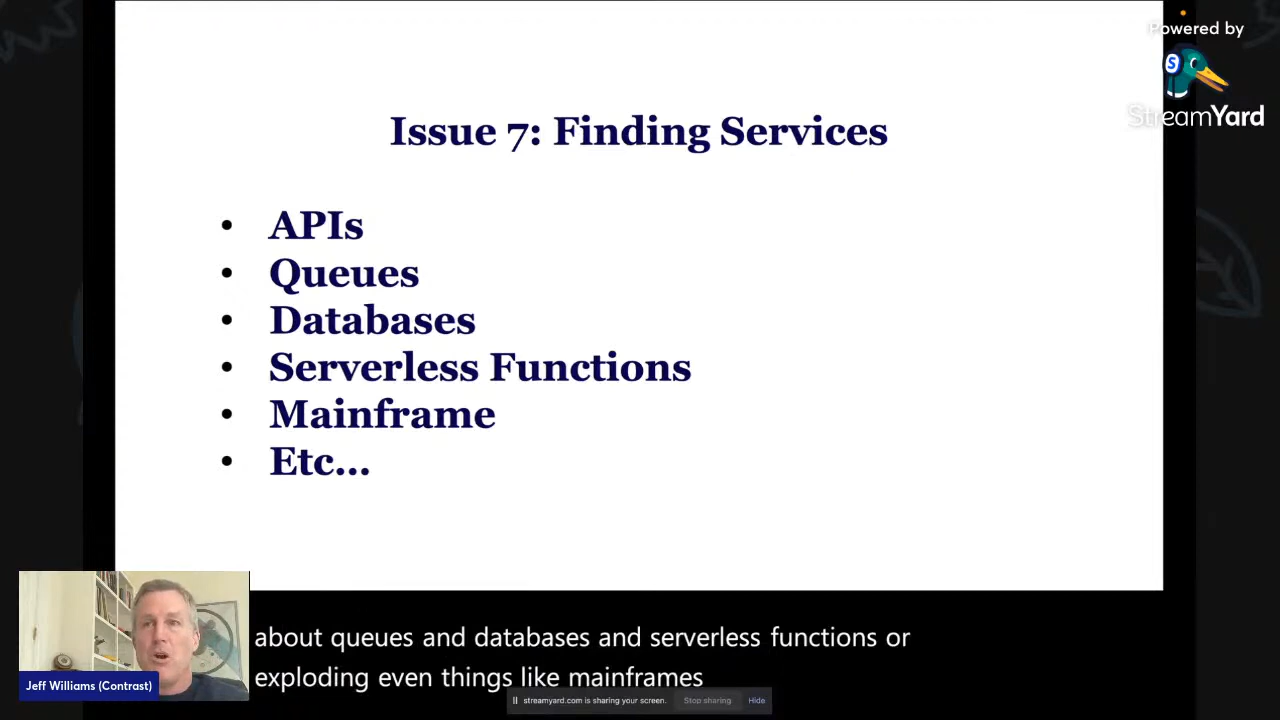 Powered by
S
StreamYard
Issue 7: Finding Services
• APIs
• Queues
• Databases
• Serverless Functions
• Mainframe
• Etc...
about queues and databases and serverless functions or
exploding even things like mainframes
Jeff Williams (Contrast)
streamyard.com is sharing your screen. Stop sharing Hide